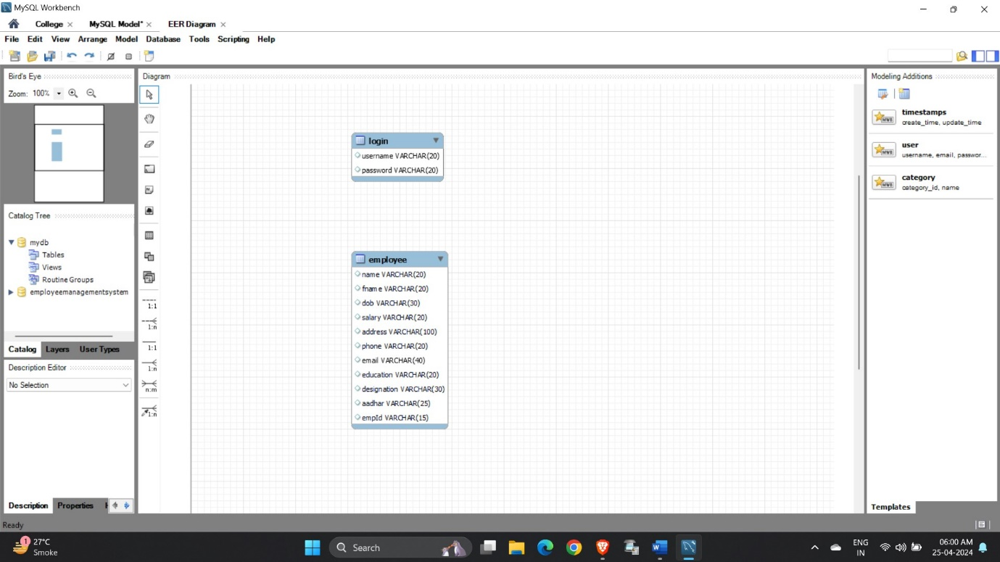 MySQL Workbench
College
MySQL Model*
EER Diagram
File Edit View Arrange Model Database Tools Scripting Help
Bird's Eye
Zoom: 100%
Catalog Tree
mydb
Tables
Views
Routine Groups
employeemanagementsystem
Catalog Layers User Types
Description Editor
No Selection
Description Properties
Ready
Diagram
1:1
1:n
1:1
1:n
n:m
1:n
login
username VARCHAR(20)
password VARCHAR(20)
employee
name VARCHAR(20)
fname VARCHAR(20)
dob VARCHAR(30)
salary VARCHAR(20)
address VARCHAR(100)
phone VARCHAR(20)
email VARCHAR(40)
education VARCHAR(20)
designation VARCHAR(30)
aadhar VARCHAR(25)
empId VARCHAR(15)
Modeling Additions
MWB
timestamps
create_time, update_time
MWB
user
username, email, passwor...
MWB
category
category_id, name
Templates
1
27°C
Smoke
Search
ENG
IN
06:00 AM
25-04-2024